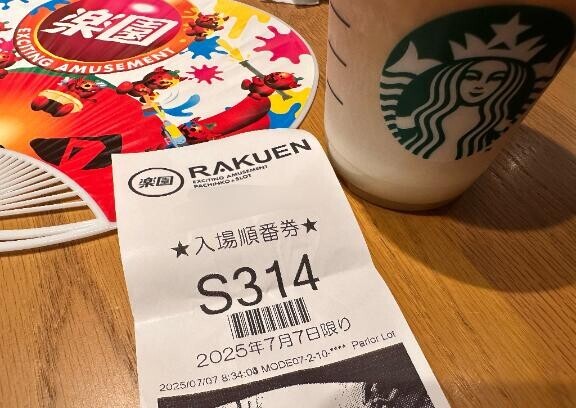 楽園
EXCITING AMUSEMENT
楽園 RAKUEN
EXCITING AMUSEMENT
PACHINKO & SLOT
★入場順番券★
S314
2025年7月7日限り
2025/07/07 8:34:03 MODE07-2-10-**** Parlor Lot